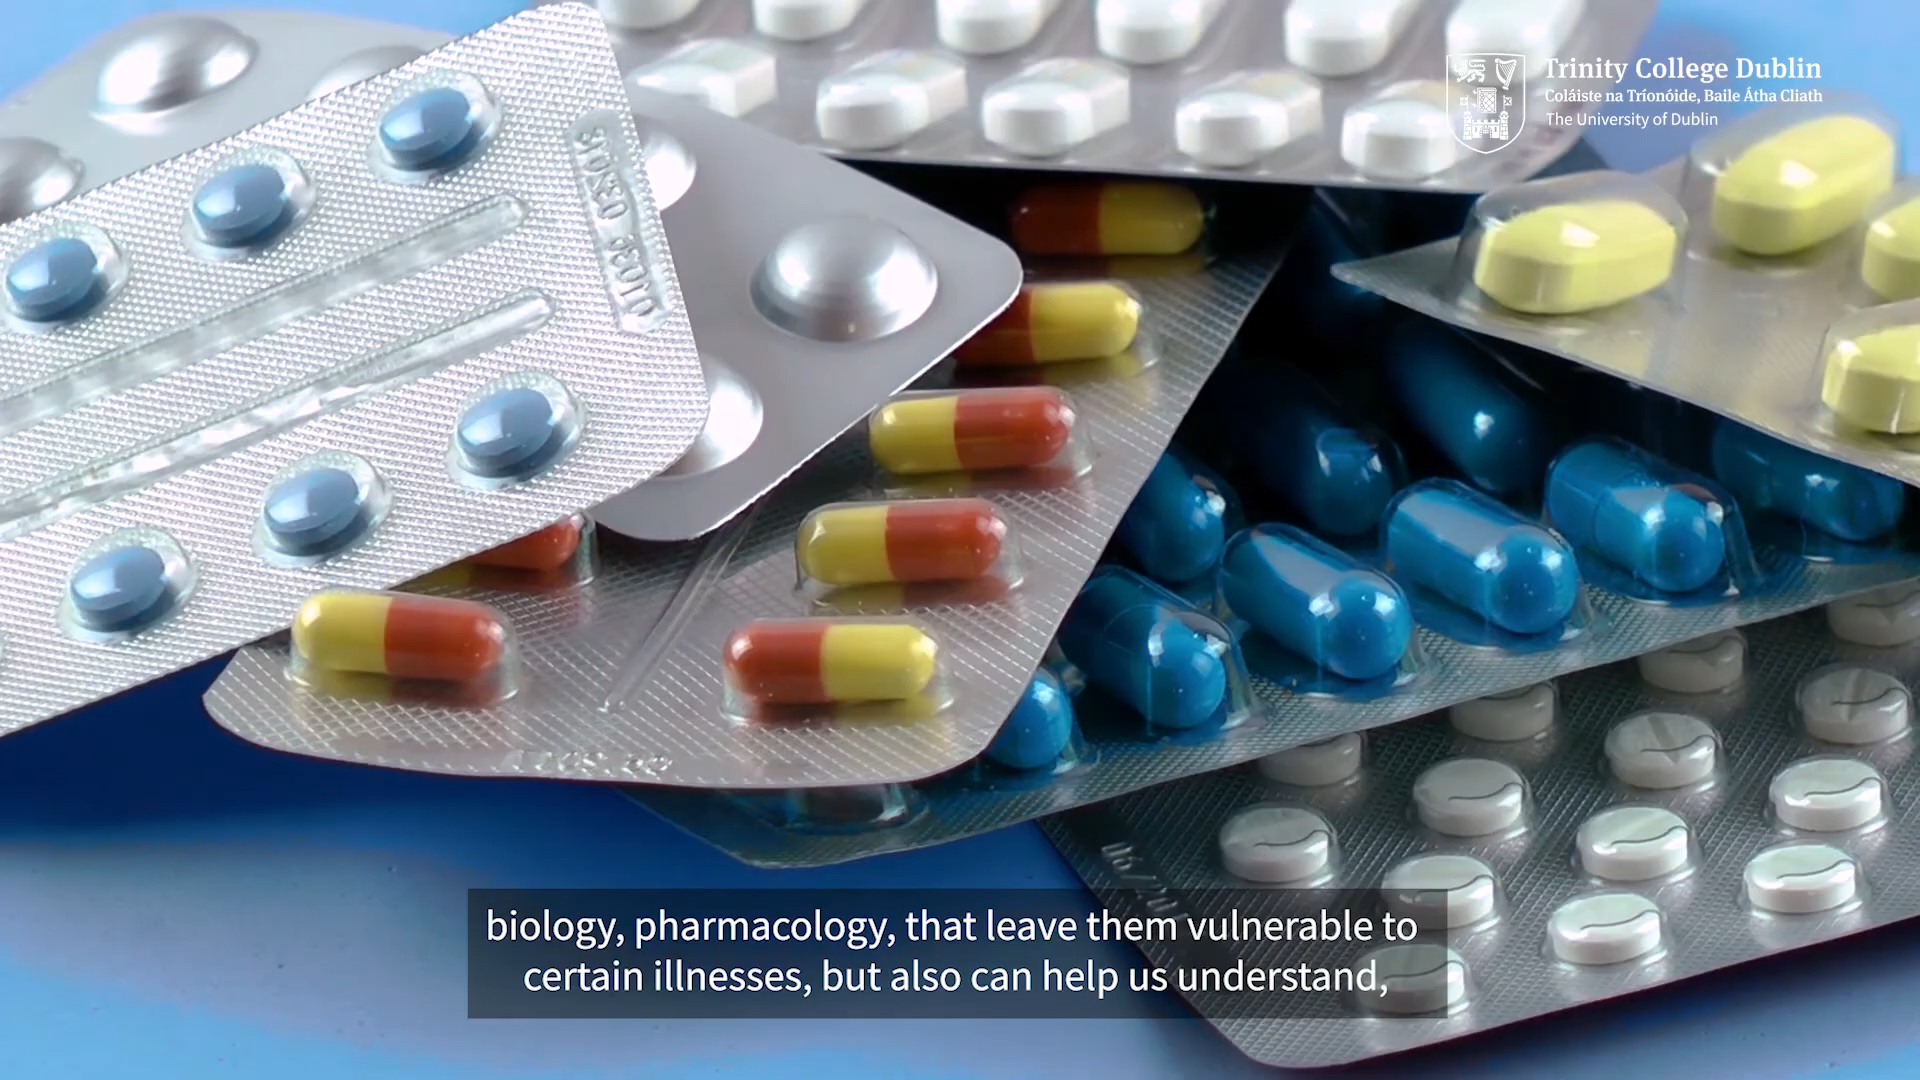 Trinity College Dublin
Coláiste na Tríonóide, Baile Átha Cliath
The University of Dublin
biology, pharmacology, that leave them vulnerable to
certain illnesses, but also can help us understand,